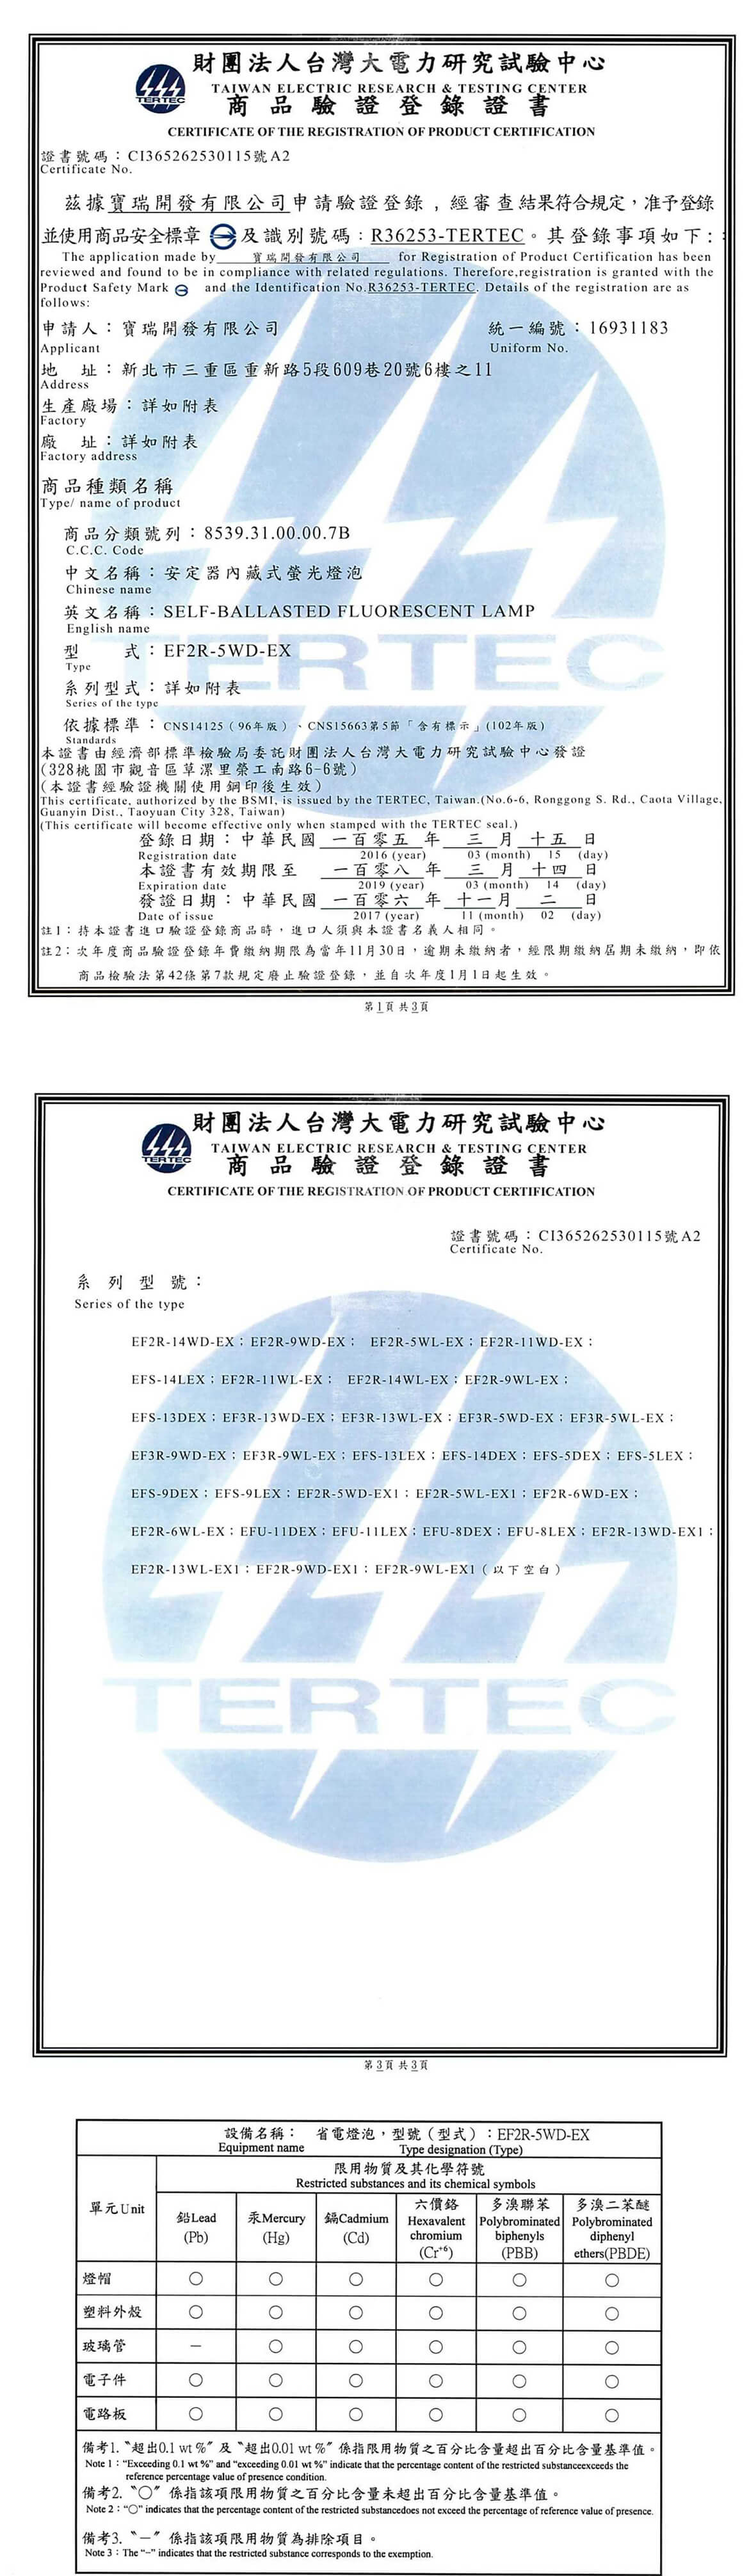 財團法人台灣大電力研究試驗中心
TAIWAN ELECTRIC RESEARCH & TESTING CENTER
TERTEC
商品驗證登錄證書
CERTIFICATE OF THE REGISTRATION OF PRODUCT CERTIFICATION
證書號碼：CI365262530115號A2
Certificate No.
茲據寶瑞開發有限公司申請驗證登錄，經審查結果符合規定，准予登錄
並使用商品安全標章 及識別號碼：R36253-TERTEC。其登錄事項如下：
The application made by 寶瑞開發有限公司 for Registration of Product Certification has been
reviewed and found to be in compliance with related regulations. Therefore,registration is granted with the
Product Safety Mark and the Identification No.R36253-TERTEC. Details of the registration are as
follows:
申請人：寶瑞開發有限公司 統一編號：16931183
Applicant Uniform No.
地 址：新北市三重區重新路5段609巷20號6樓之11
Address
生產廠場：詳如附表
Factory
廠 址：詳如附表
Factory address
商品種類名稱
Type/ name of product
商品分類號列：8539.31.00.00.7B
C.C.C. Code
中文名稱：安定器內藏式螢光燈泡
Chinese name
英文名稱：SELF-BALLASTED FLUORESCENT LAMP
English name
型 式：EF2R-5WD-EX
Type
系列型式：詳如附表
Series of the type
依據標準：CNS14125（96年版）、CNS15663第5節「含有標示」(102年版)
Standards
TERTEC
本證書由經濟部標準檢驗局委託財團法人台灣大電力研究試驗中心發證
(328桃園市觀音區草漯里榮工南路6-6號)
(本證書經驗證機關使用鋼印後生效)
This certificate, authorized by the BSMI, is issued by the TERTEC, Taiwan.(No.6-6, Ronggong S. Rd., Caota Village,
Guanyin Dist., Taoyuan City 328, Taiwan)
(This certificate will become effective only when stamped with the TERTEC seal.)
登錄日期：中華民國 一百零五 年 三 月 十五 日
Registration date 2016 (year) 03 (month) 15 (day)
本證書有效期限至 一百零八 年 三 月 十四 日
Expiration date 2019 (year) 03 (month) 14 (day)
發證日期：中華民國 一百零六 年 十一月 二 日
Date of issue 2017 (year) 11 (month) 02 (day)
註1：持本證書進口驗證登錄商品時，進口人須與本證書名義人相同。
註2：次年度商品驗證登錄年費繳納期限為當年11月30日，逾期未繳納者，經限期繳納屆期未繳納，即依
商品檢驗法第42條第7款規定廢止驗證登錄，並自次年度1月1日起生效。
第1頁 共3頁
財團法人台灣大電力研究試驗中心
TAIWAN ELECTRIC RESEARCH & TESTING CENTER
TERTEC
商品驗證登錄證書
CERTIFICATE OF THE REGISTRATION OF PRODUCT CERTIFICATION
證書號碼：CI365262530115號A2
Certificate No.
系列型號：
Series of the type
EF2R-14WD-EX；EF2R-9WD-EX； EF2R-5WL-EX；EF2R-11WD-EX；
EFS-14LEX；EF2R-11WL-EX； EF2R-14WL-EX；EF2R-9WL-EX；
EFS-13DEX；EF3R-13WD-EX；EF3R-13WL-EX；EF3R-5WD-EX；EF3R-5WL-EX；
EF3R-9WD-EX；EF3R-9WL-EX；EFS-13LEX；EFS-14DEX；EFS-5DEX；EFS-5LEX；
EFS-9DEX；EFS-9LEX；EF2R-5WD-EX1；EF2R-5WL-EX1；EF2R-6WD-EX；
EF2R-6WL-EX；EFU-11DEX；EFU-11LEX；EFU-8DEX；EFU-8LEX；EF2R-13WD-EX1；
EF2R-13WL-EX1；EF2R-9WD-EX1；EF2R-9WL-EX1（以下空白）
TERTEC
第3頁 共3頁
設備名稱： 省電燈泡，型號（型式）：EF2R-5WD-EX
Equipment name Type designation (Type)
限用物質及其化學符號
Restricted substances and its chemical symbols
單元Unit 鉛Lead (Pb) 汞Mercury (Hg) 鎘Cadmium (Cd) 六價鉻 Hexavalent chromium (Cr⁺⁶) 多溴聯苯 Polybrominated biphenyls (PBB) 多溴二苯醚 Polybrominated diphenyl ethers(PBDE)
燈帽 ○ ○ ○ ○ ○ ○
塑料外殼 ○ ○ ○ ○ ○ ○
玻璃管 － ○ ○ ○ ○ ○
電子件 ○ ○ ○ ○ ○ ○
電路板 ○ ○ ○ ○ ○ ○
備考1.〝超出0.1 wt %〞及〝超出0.01 wt %〞係指限用物質之百分比含量超出百分比含量基準值。
Note 1："Exceeding 0.1 wt %" and "exceeding 0.01 wt %" indicate that the percentage content of the restricted substanceexceeds the
reference percentage value of presence condition.
備考2.〝○〞係指該項限用物質之百分比含量未超出百分比含量基準值。
Note 2："○" indicates that the percentage content of the restricted substancedoes not exceed the percentage of reference value of presence.
備考3.〝－〞係指該項限用物質為排除項目。
Note 3：The "−" indicates that the restricted substance corresponds to the exemption.